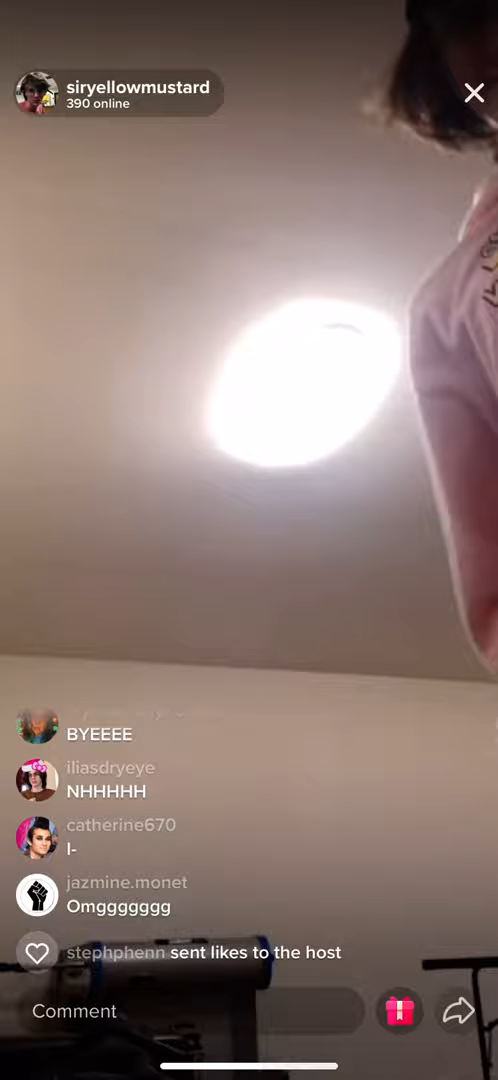 siryellowmustard
390 online
BYEEEE
iliasdryeye
NHHHHH
catherine670
I-
jazmine.monet
Omggggggg
stephphenn sent likes to the host
Comment